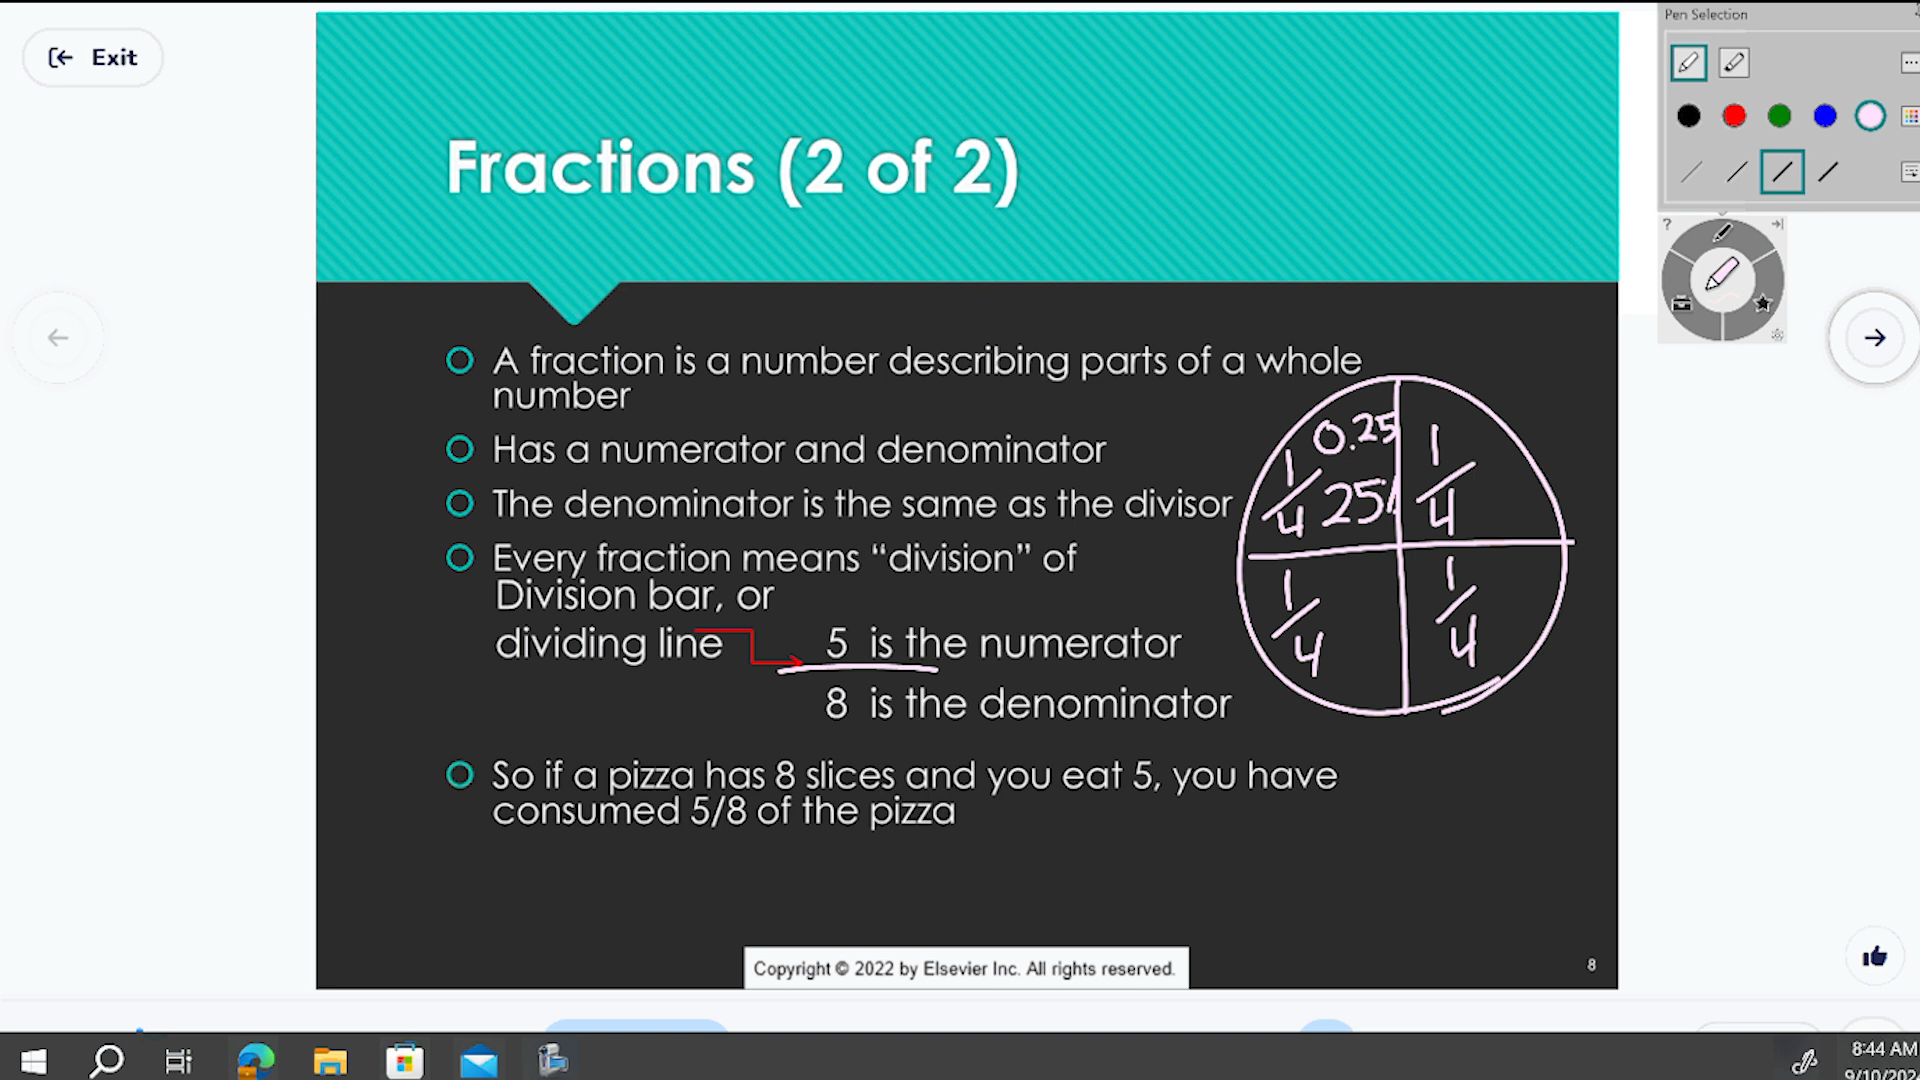 Pen Selection
Exit
Fractions (2 of 2)
?
A fraction is a number describing parts of a whole
number
0.25
1
1
Has a numerator and denominator
The denominator is the same as the divisor
4
25%
4
Every fraction means “division” of
Division bar, or
1
1
dividing line
5 is the numerator
4
4
8 is the denominator
So if a pizza has 8 slices and you eat 5, you have
consumed 5/8 of the pizza
Copyright © 2022 by Elsevier Inc. All rights reserved.
8
8:44 AM